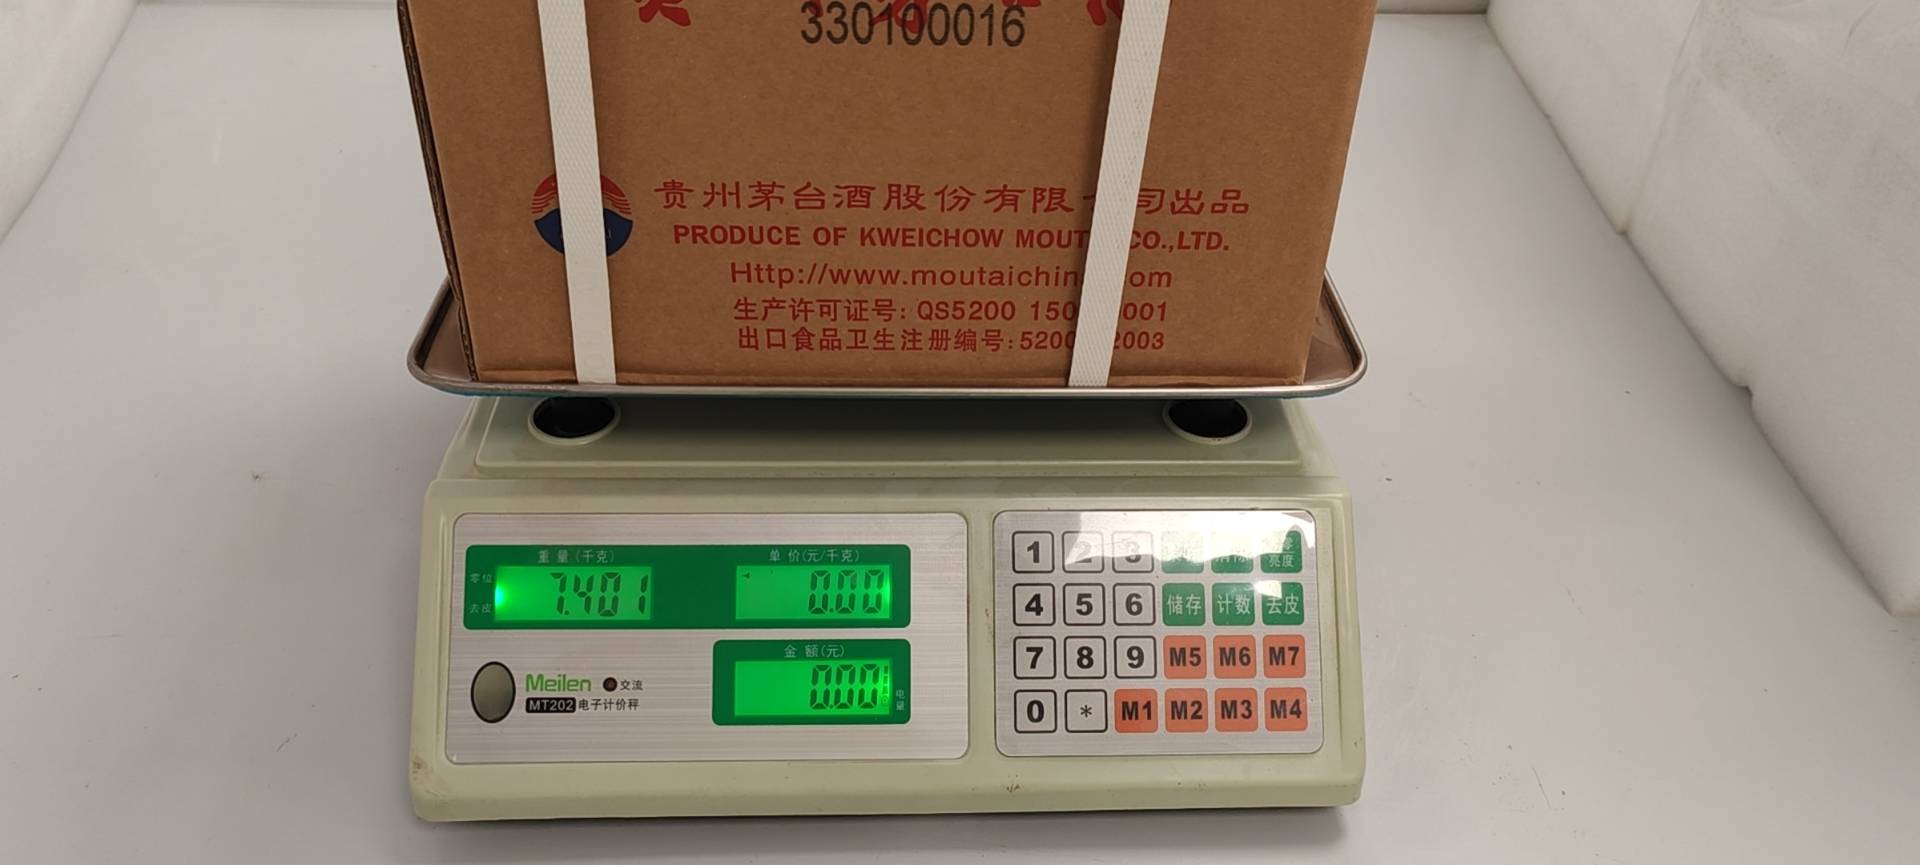 330100016
贵州茅台酒股份有限 司出品
PRODUCE OF KWEICHOW MOUT CO.,LTD.
Http://www.moutaichin om
生产许可证号: QS5200 150 001
出口食品卫生注册编号:5200 2003
重量(千克)
单价(元/千克)
零位
去皮
7.401
0.00
金额(元)
0.00
电量
Meilen 交流
MT202 电子计价秤
1 2 3
亮度
4 5 6 储存 计数 去皮
7 8 9 M5 M6 M7
0 * M1 M2 M3 M4